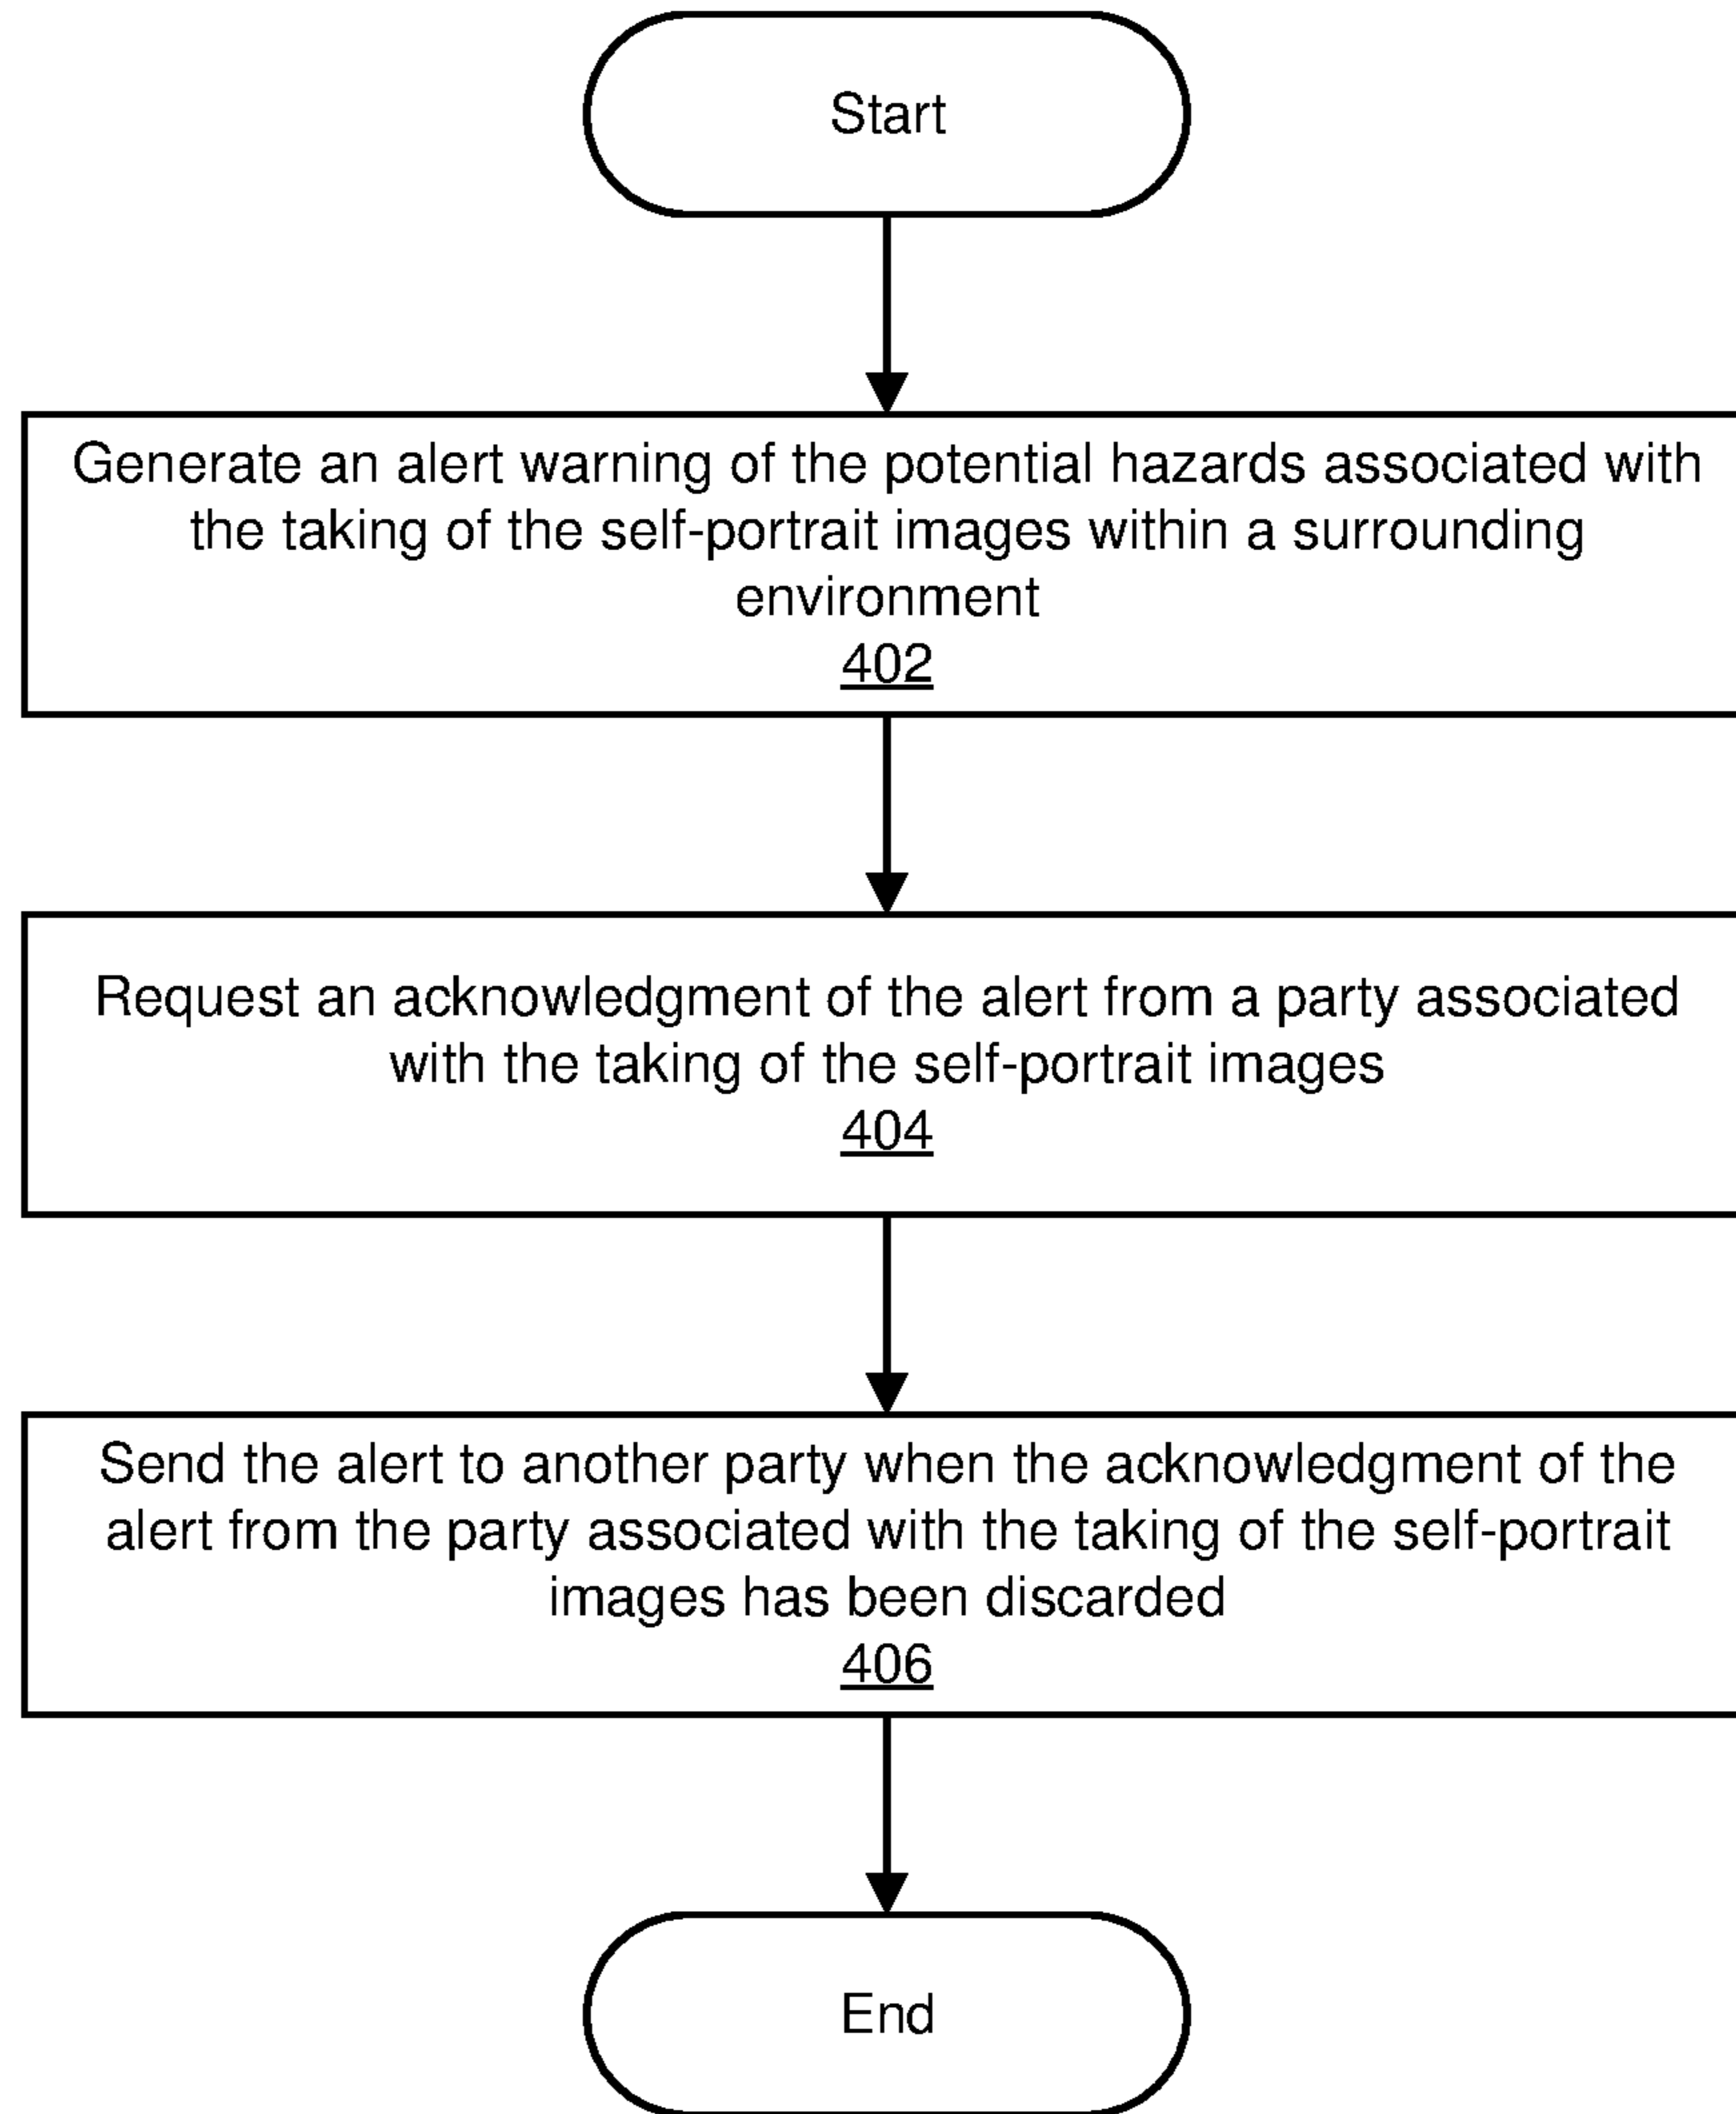 Start
Generate an alert warning of the potential hazards associated with
the taking of the self-portrait images within a surrounding
environment
402
Request an acknowledgment of the alert from a party associated
with the taking of the self-portrait images
404
Send the alert to another party when the acknowledgment of the
alert from the party associated with the taking of the self-portrait
images has been discarded
406
End